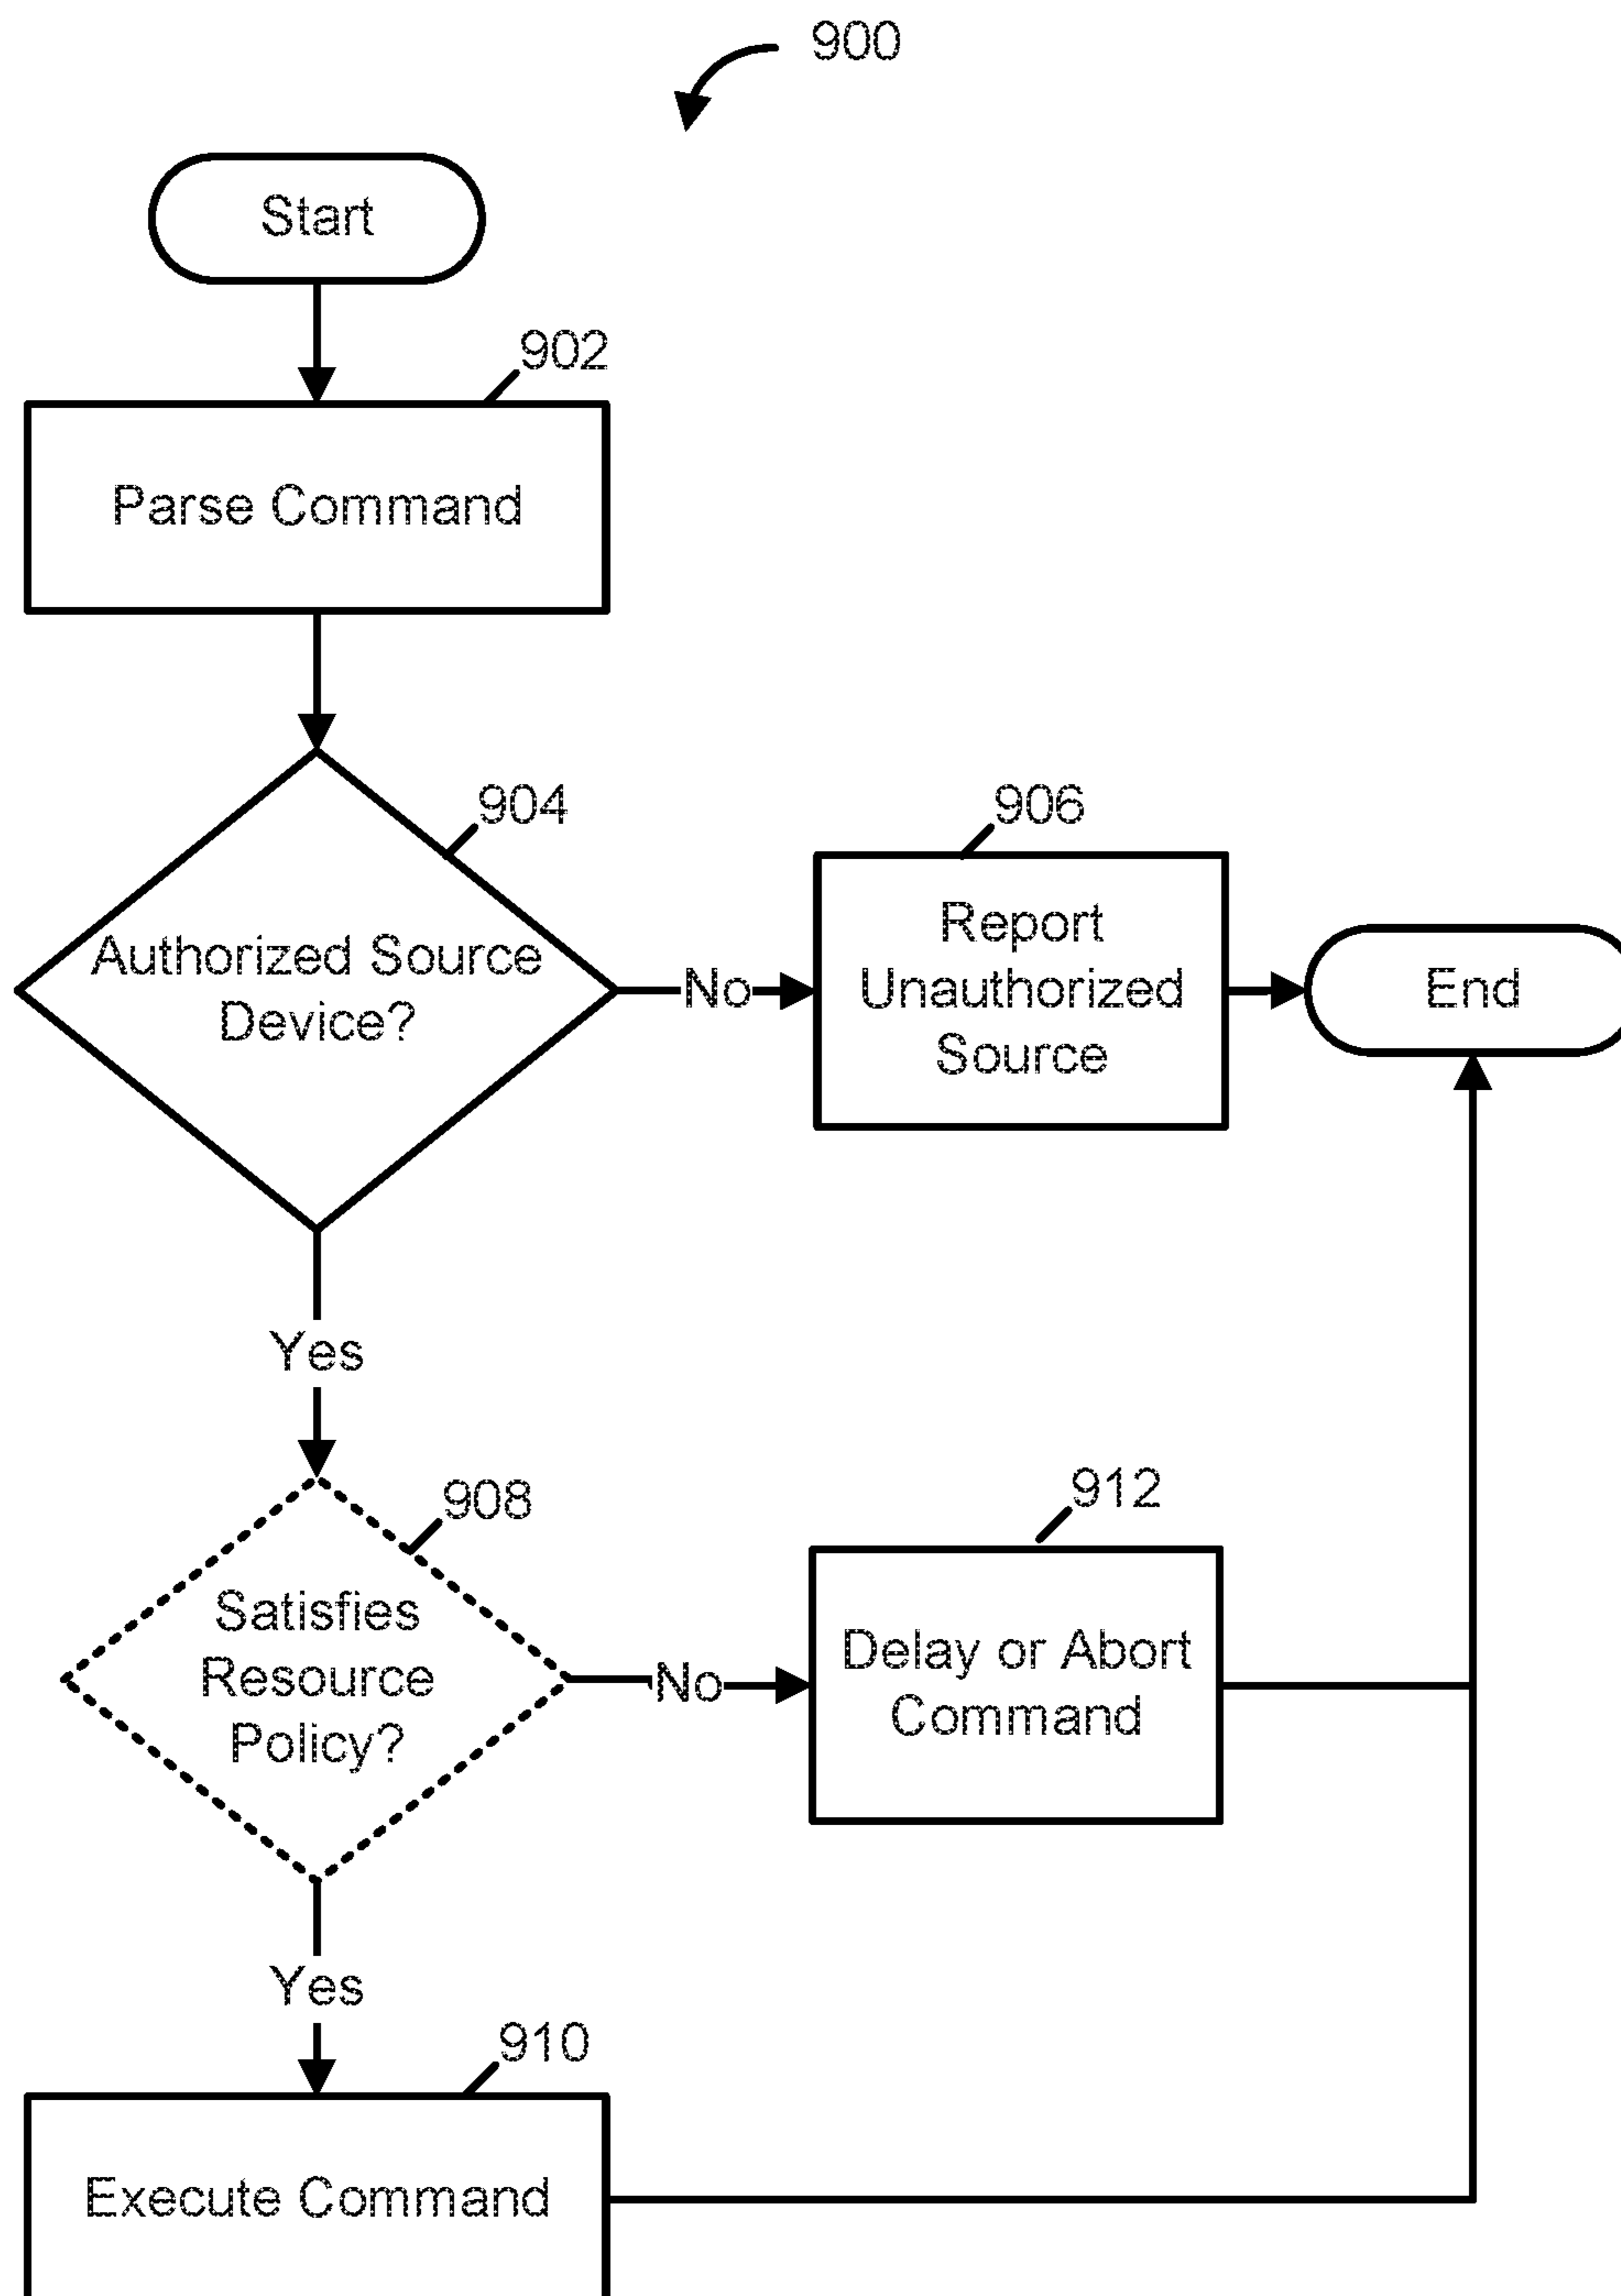 900
Start
902
Parse Command
904
Authorized Source
Device?
No
906
Report
Unauthorized
Source
End
Yes
908
Satisfies
Resource
Policy?
No
912
Delay or Abort
Command
Yes
910
Execute Command